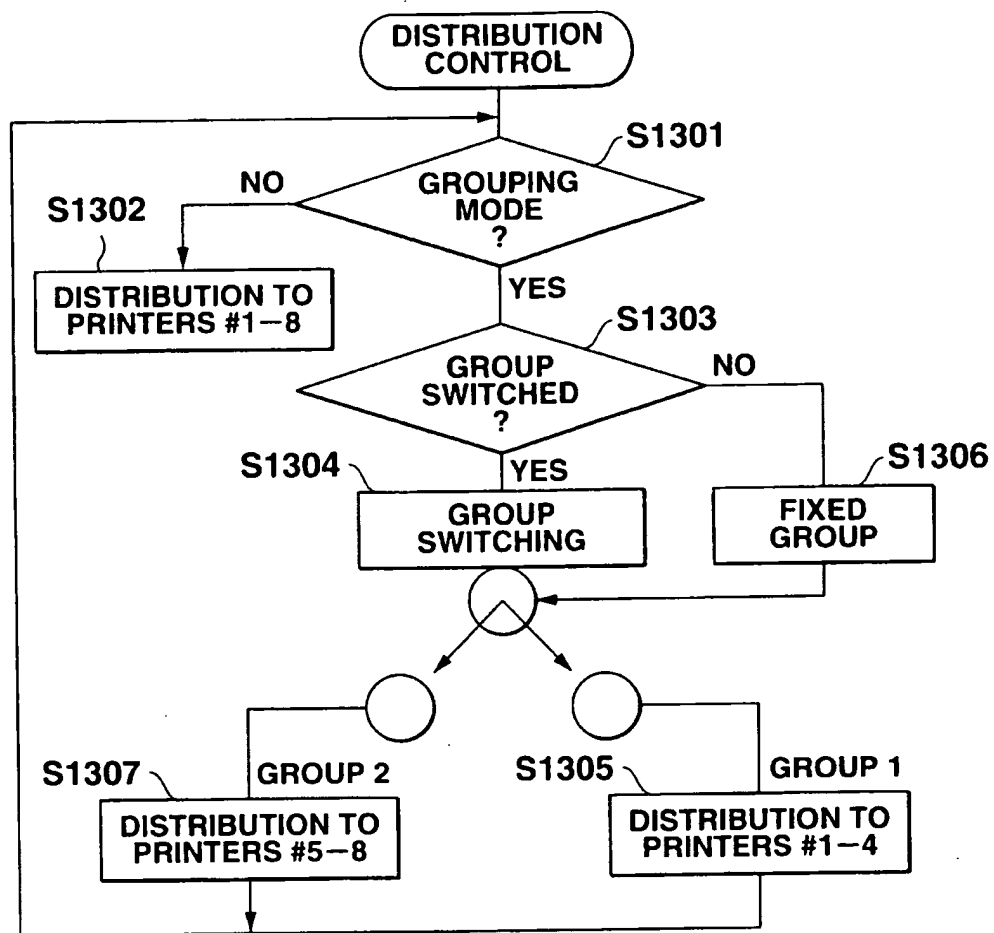 DISTRIBUTION
CONTROL
S1301
GROUPING
MODE
?
NO
S1302
DISTRIBUTION TO
PRINTERS #1—8
YES
S1303
GROUP
SWITCHED
?
NO
S1304
YES
S1306
GROUP
SWITCHING
FIXED
GROUP
S1307
GROUP 2
S1305
GROUP 1
DISTRIBUTION TO
PRINTERS #5—8
DISTRIBUTION TO
PRINTERS #1—4